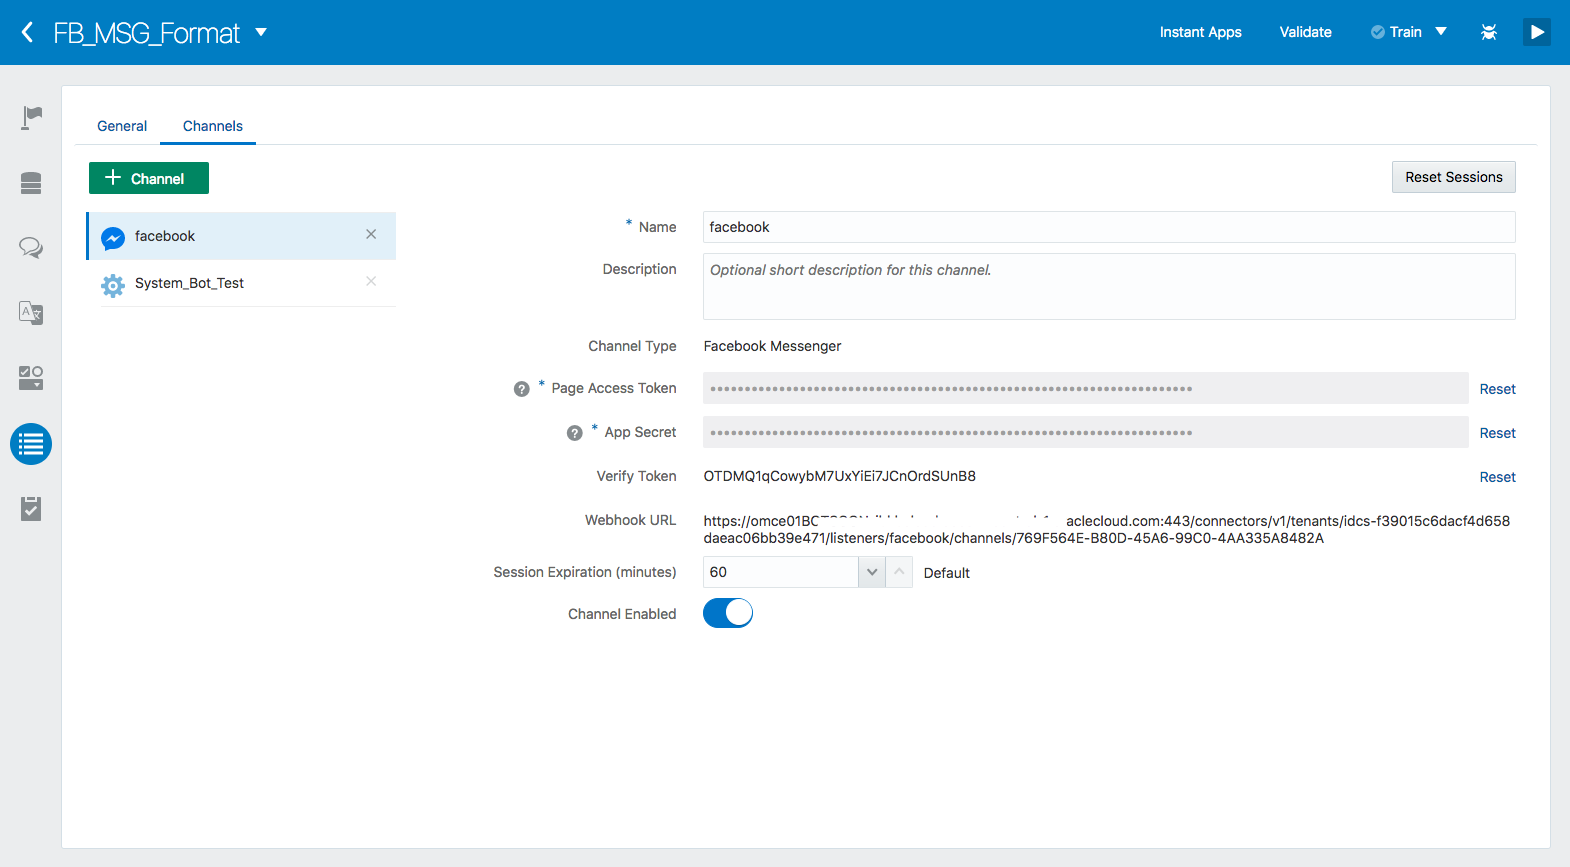 FB_MSG_Format
Instant Apps
Validate
Train
General
Channels
Channel
Reset Sessions
facebook
System_Bot_Test
* Name
facebook
Description
Optional short description for this channel.
Channel Type
Facebook Messenger
? * Page Access Token
••••••••••••••••••••••••••••••••••••••••••••••••••••••••••••••••••••••
Reset
? * App Secret
••••••••••••••••••••••••••••••••••••••••••••••••••••••••••••••••••••••
Reset
Verify Token
OTDMQ1qCowybM7UxYiEi7JCnOrdSUnB8
Reset
Webhook URL
https://omce01BC aclecloud.com:443/connectors/v1/tenants/idcs-f39015c6dacf4d658
daeac06bb39e471/listeners/facebook/channels/769F564E-B80D-45A6-99C0-4AA335A8482A
Session Expiration (minutes)
60
Default
Channel Enabled